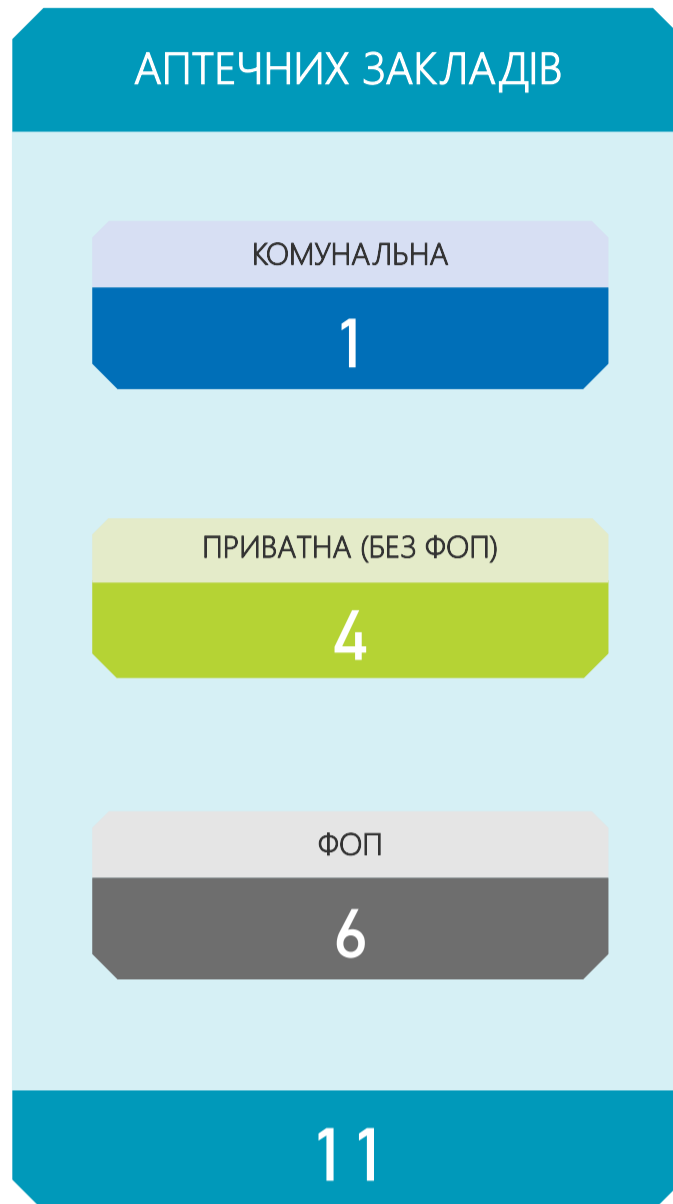 АПТЕЧНИХ ЗАКЛАДІВ
КОМУНАЛЬНА
1
ПРИВАТНА (БЕЗ ФОП)
4
ФОП
6
11